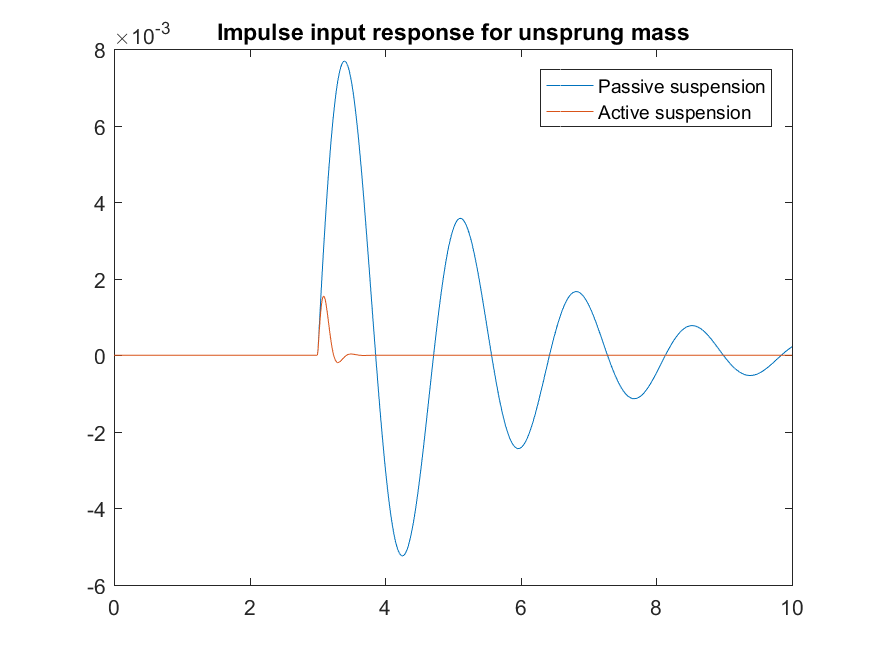 Impulse input response for unsprung mass
×10-3
Passive suspension
Active suspension
8
6
4
2
0
-2
-4
-6
0 2 4 6 8 10